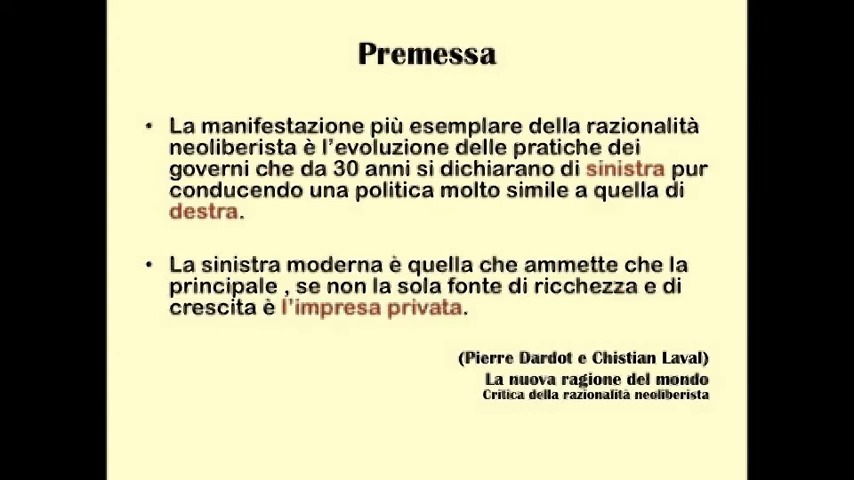 Premessa
• La manifestazione più esemplare della razionalità
neoliberista è l'evoluzione delle pratiche dei
governi che da 30 anni si dichiarano di sinistra pur
conducendo una politica molto simile a quella di
destra.
• La sinistra moderna è quella che ammette che la
principale , se non la sola fonte di ricchezza e di
crescita è l'impresa privata.
(Pierre Dardot e Chistian Laval)
La nuova ragione del mondo
Critica della razionalità neoliberista